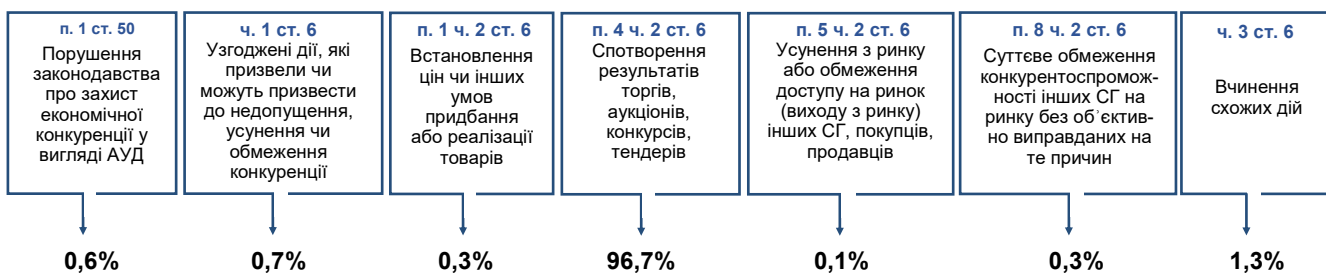 п. 1 ст. 50
Порушення
законодавства
про захист
економічної
конкуренції у
вигляді АУД
ч. 1 ст. 6
Узгоджені дії, які
призвели чи
можуть призвести
до недопущення,
усунення чи
обмеження
конкуренції
п. 1 ч. 2 ст. 6
Встановлення
цін чи інших
умов
придбання
або реалізації
товарів
п. 4 ч. 2 ст. 6
Спотворення
результатів
торгів,
аукціонів,
конкурсів,
тендерів
п. 5 ч. 2 ст. 6
Усунення з ринку
або обмеження
доступу на ринок
(виходу з ринку)
інших СГ, покупців,
продавців
п. 8 ч. 2 ст. 6
Суттєве обмеження
конкурентоспромож-
ності інших СГ на
ринку без об᾿єктив-
но виправданих на
те причин
ч. 3 ст. 6
Вчинення
схожих дій
0,6%
0,7%
0,3%
96,7%
0,1%
0,3%
1,3%